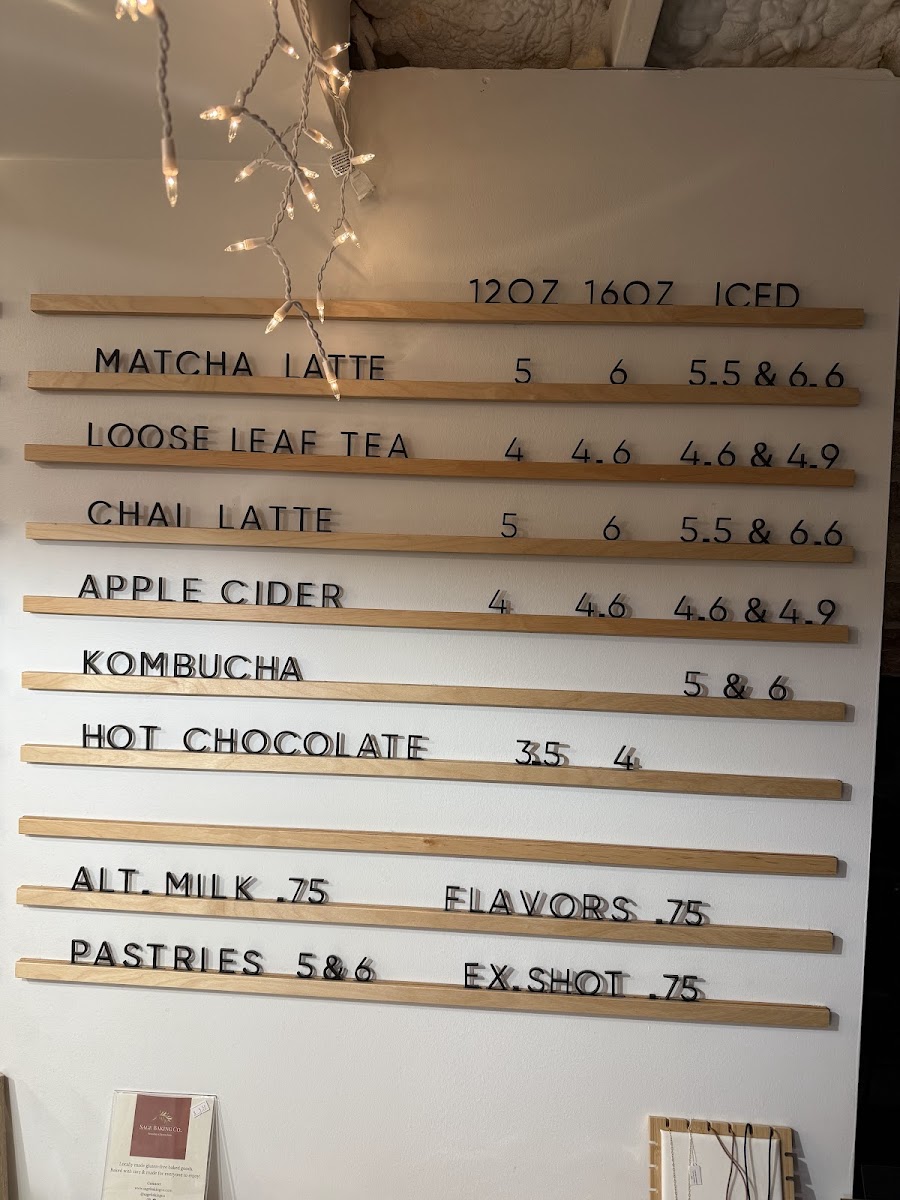 12OZ 16OZ ICED
MATCHA LATTE 5 6 5.5 & 6.6
LOOSE LEAF TEA 4 4.6 4.6 & 4.9
CHAI LATTE 5 6 5.5 & 6.6
APPLE CIDER 4 4.6 4.6 & 4.9
KOMBUCHA 5 & 6
HOT CHOCOLATE 3.5 4
ALT. MILK .75 FLAVORS .75
PASTRIES 5&6 EX.SHOT .75
SAGE BAKING CO.